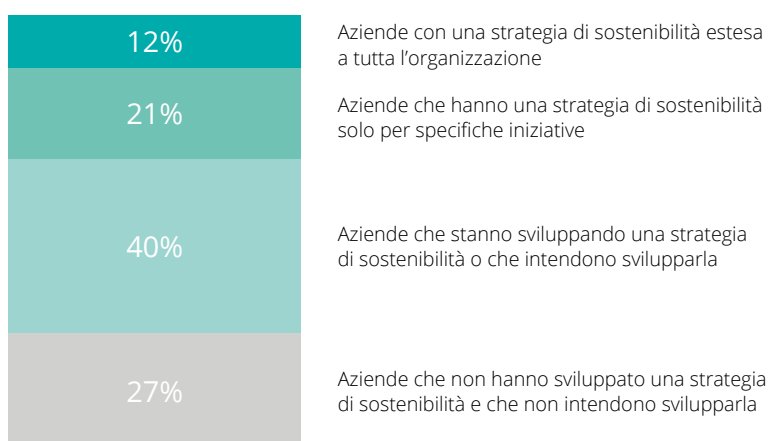 12%
Aziende con una strategia di sostenibilità estesa
a tutta l'organizzazione
21%
Aziende che hanno una strategia di sostenibilità
solo per specifiche iniziative
40%
Aziende che stanno sviluppando una strategia
di sostenibilità o che intendono svilupparla
27%
Aziende che non hanno sviluppato una strategia
di sostenibilità e che non intendono svilupparla